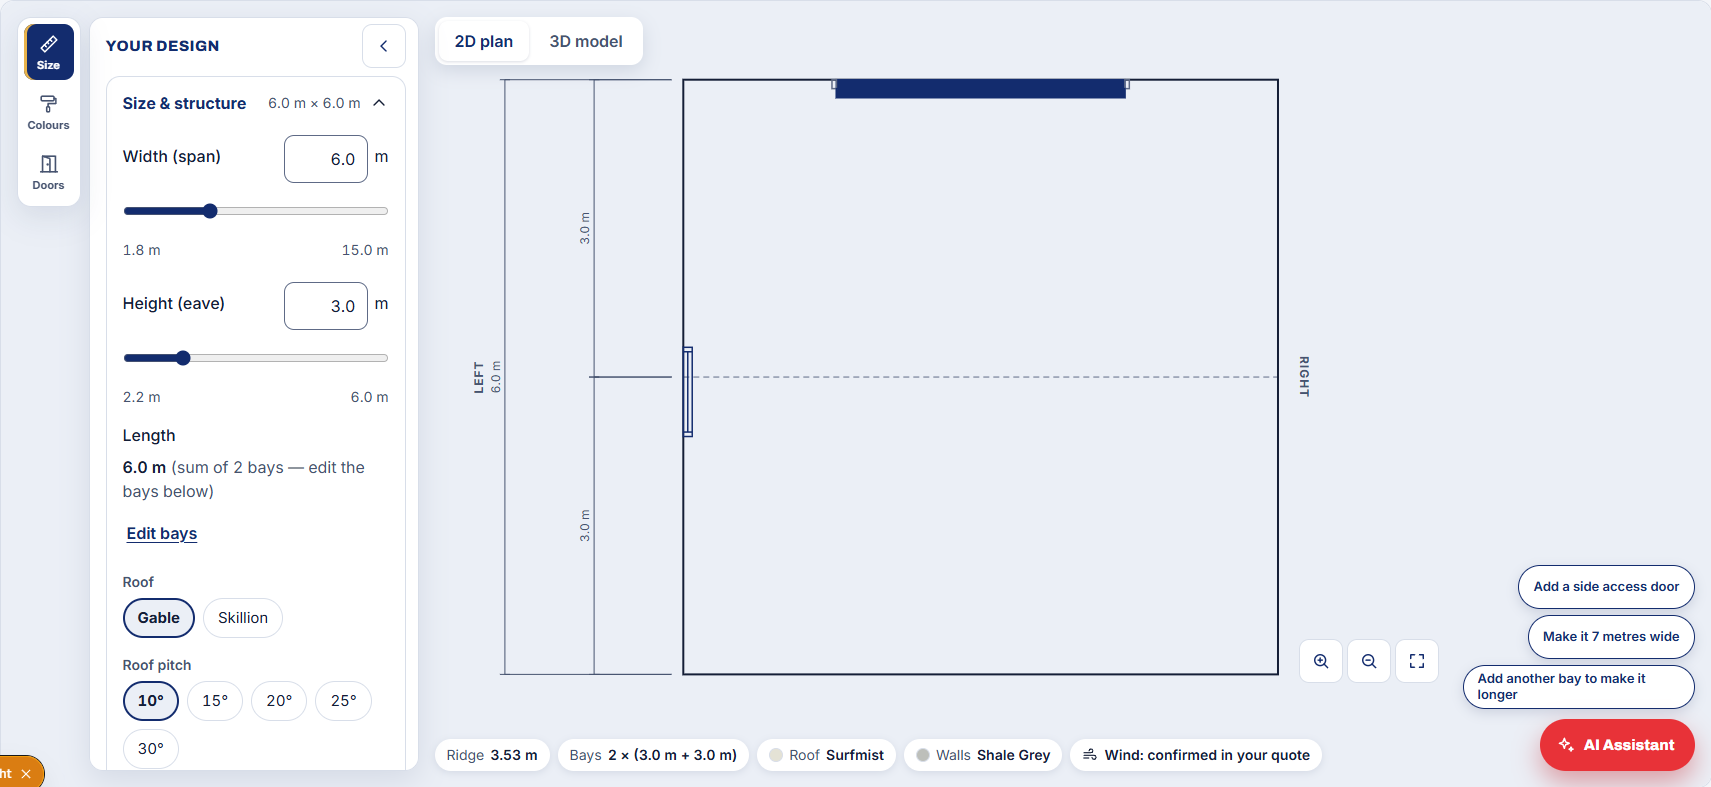 Size
Colours
Doors
YOUR DESIGN
Size & structure 6.0 m × 6.0 m
Width (span) 6.0 m
1.8 m 15.0 m
Height (eave) 3.0 m
2.2 m 6.0 m
Length
6.0 m (sum of 2 bays — edit the
bays below)
Edit bays
Roof
Gable Skillion
Roof pitch
10° 15° 20° 25°
30°
ht
2D plan 3D model
3.0 m
LEFT
6.0 m
3.0 m
RIGHT
Add a side access door
Make it 7 metres wide
Add another bay to make it
longer
AI Assistant
Ridge 3.53 m
Bays 2 × (3.0 m + 3.0 m)
Roof Surfmist
Walls Shale Grey
Wind: confirmed in your quote